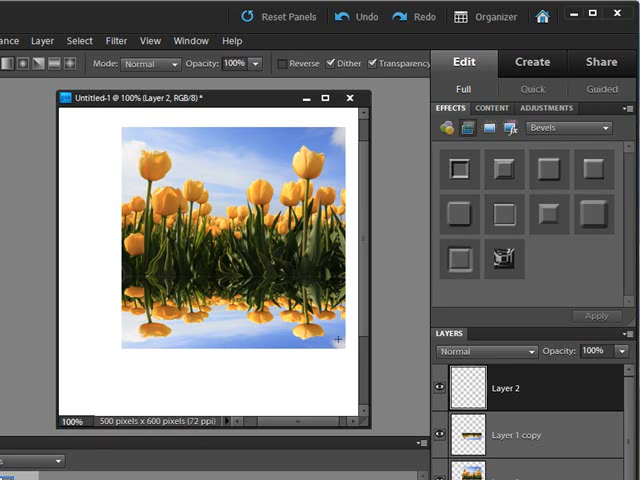 Reset Panels Undo Redo Organizer
Layer Select Filter View Window Help
Mode: Normal Opacity: 100% Reverse Dither Transparency
Edit Create Share
Full Quick Guided
EFFECTS CONTENT ADJUSTMENTS
Untitled-1 @ 100% (Layer 2, RGB/8) *
Bevels
Apply
LAYERS
Normal Opacity: 100%
Layer 2
Layer 1 copy
100% 500 pixels x 600 pixels (72 ppi)